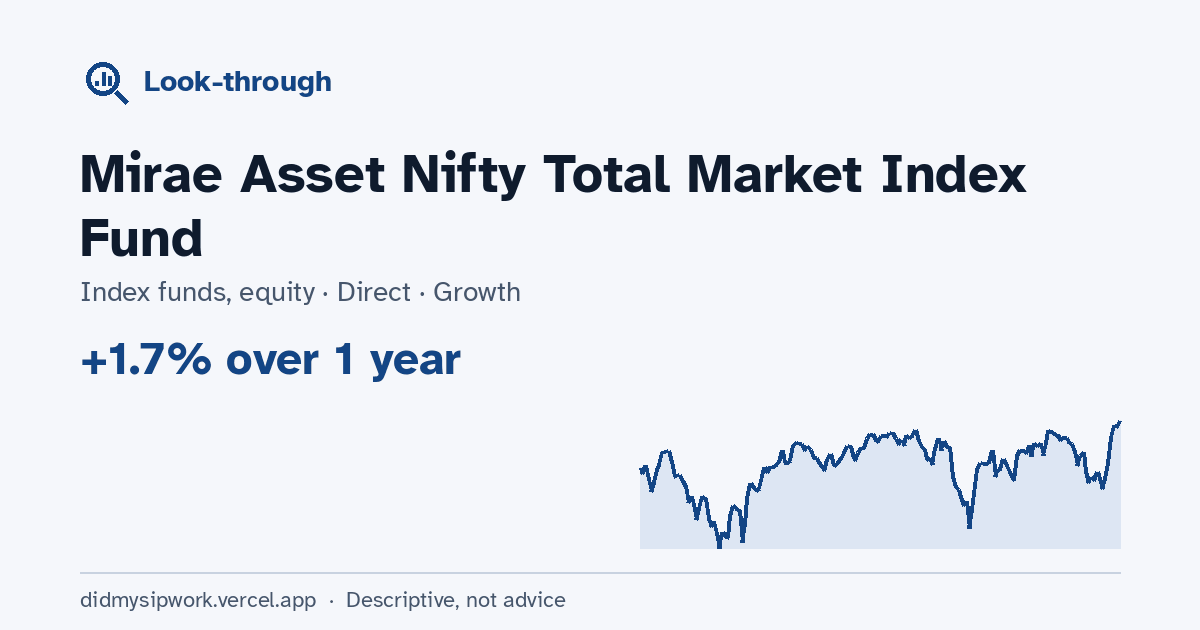 Look-through
Mirae Asset Nifty Total Market Index
Fund
Index funds, equity · Direct · Growth
+1.7% over 1 year
didmysipwork.vercel.app · Descriptive, not advice